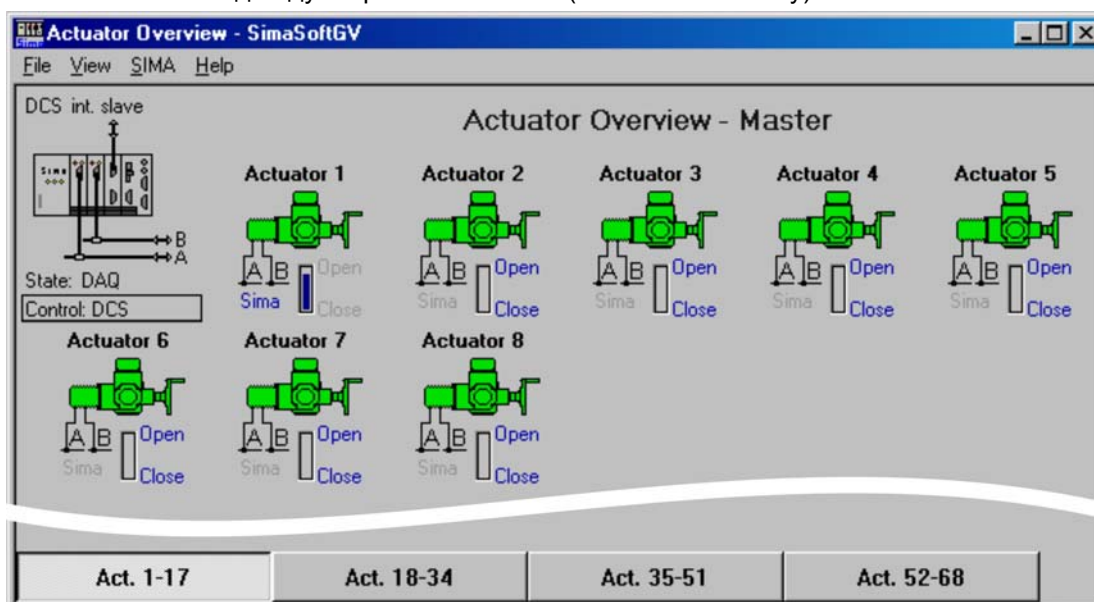 Actuator Overview - SimaSoftGV
File View SIMA Help
DCS int. slave
Actuator Overview - Master
Sima
B
A
State: DAQ
Control: DCS
Actuator 1 Actuator 2 Actuator 3 Actuator 4 Actuator 5
A B Open A B Open A B Open A B Open A B Open
Sima Close Sima Close Sima Close Sima Close Sima Close
Actuator 6 Actuator 7 Actuator 8
A B Open A B Open A B Open
Sima Close Sima Close Sima Close
Act. 1-17 Act. 18-34 Act. 35-51 Act. 52-68